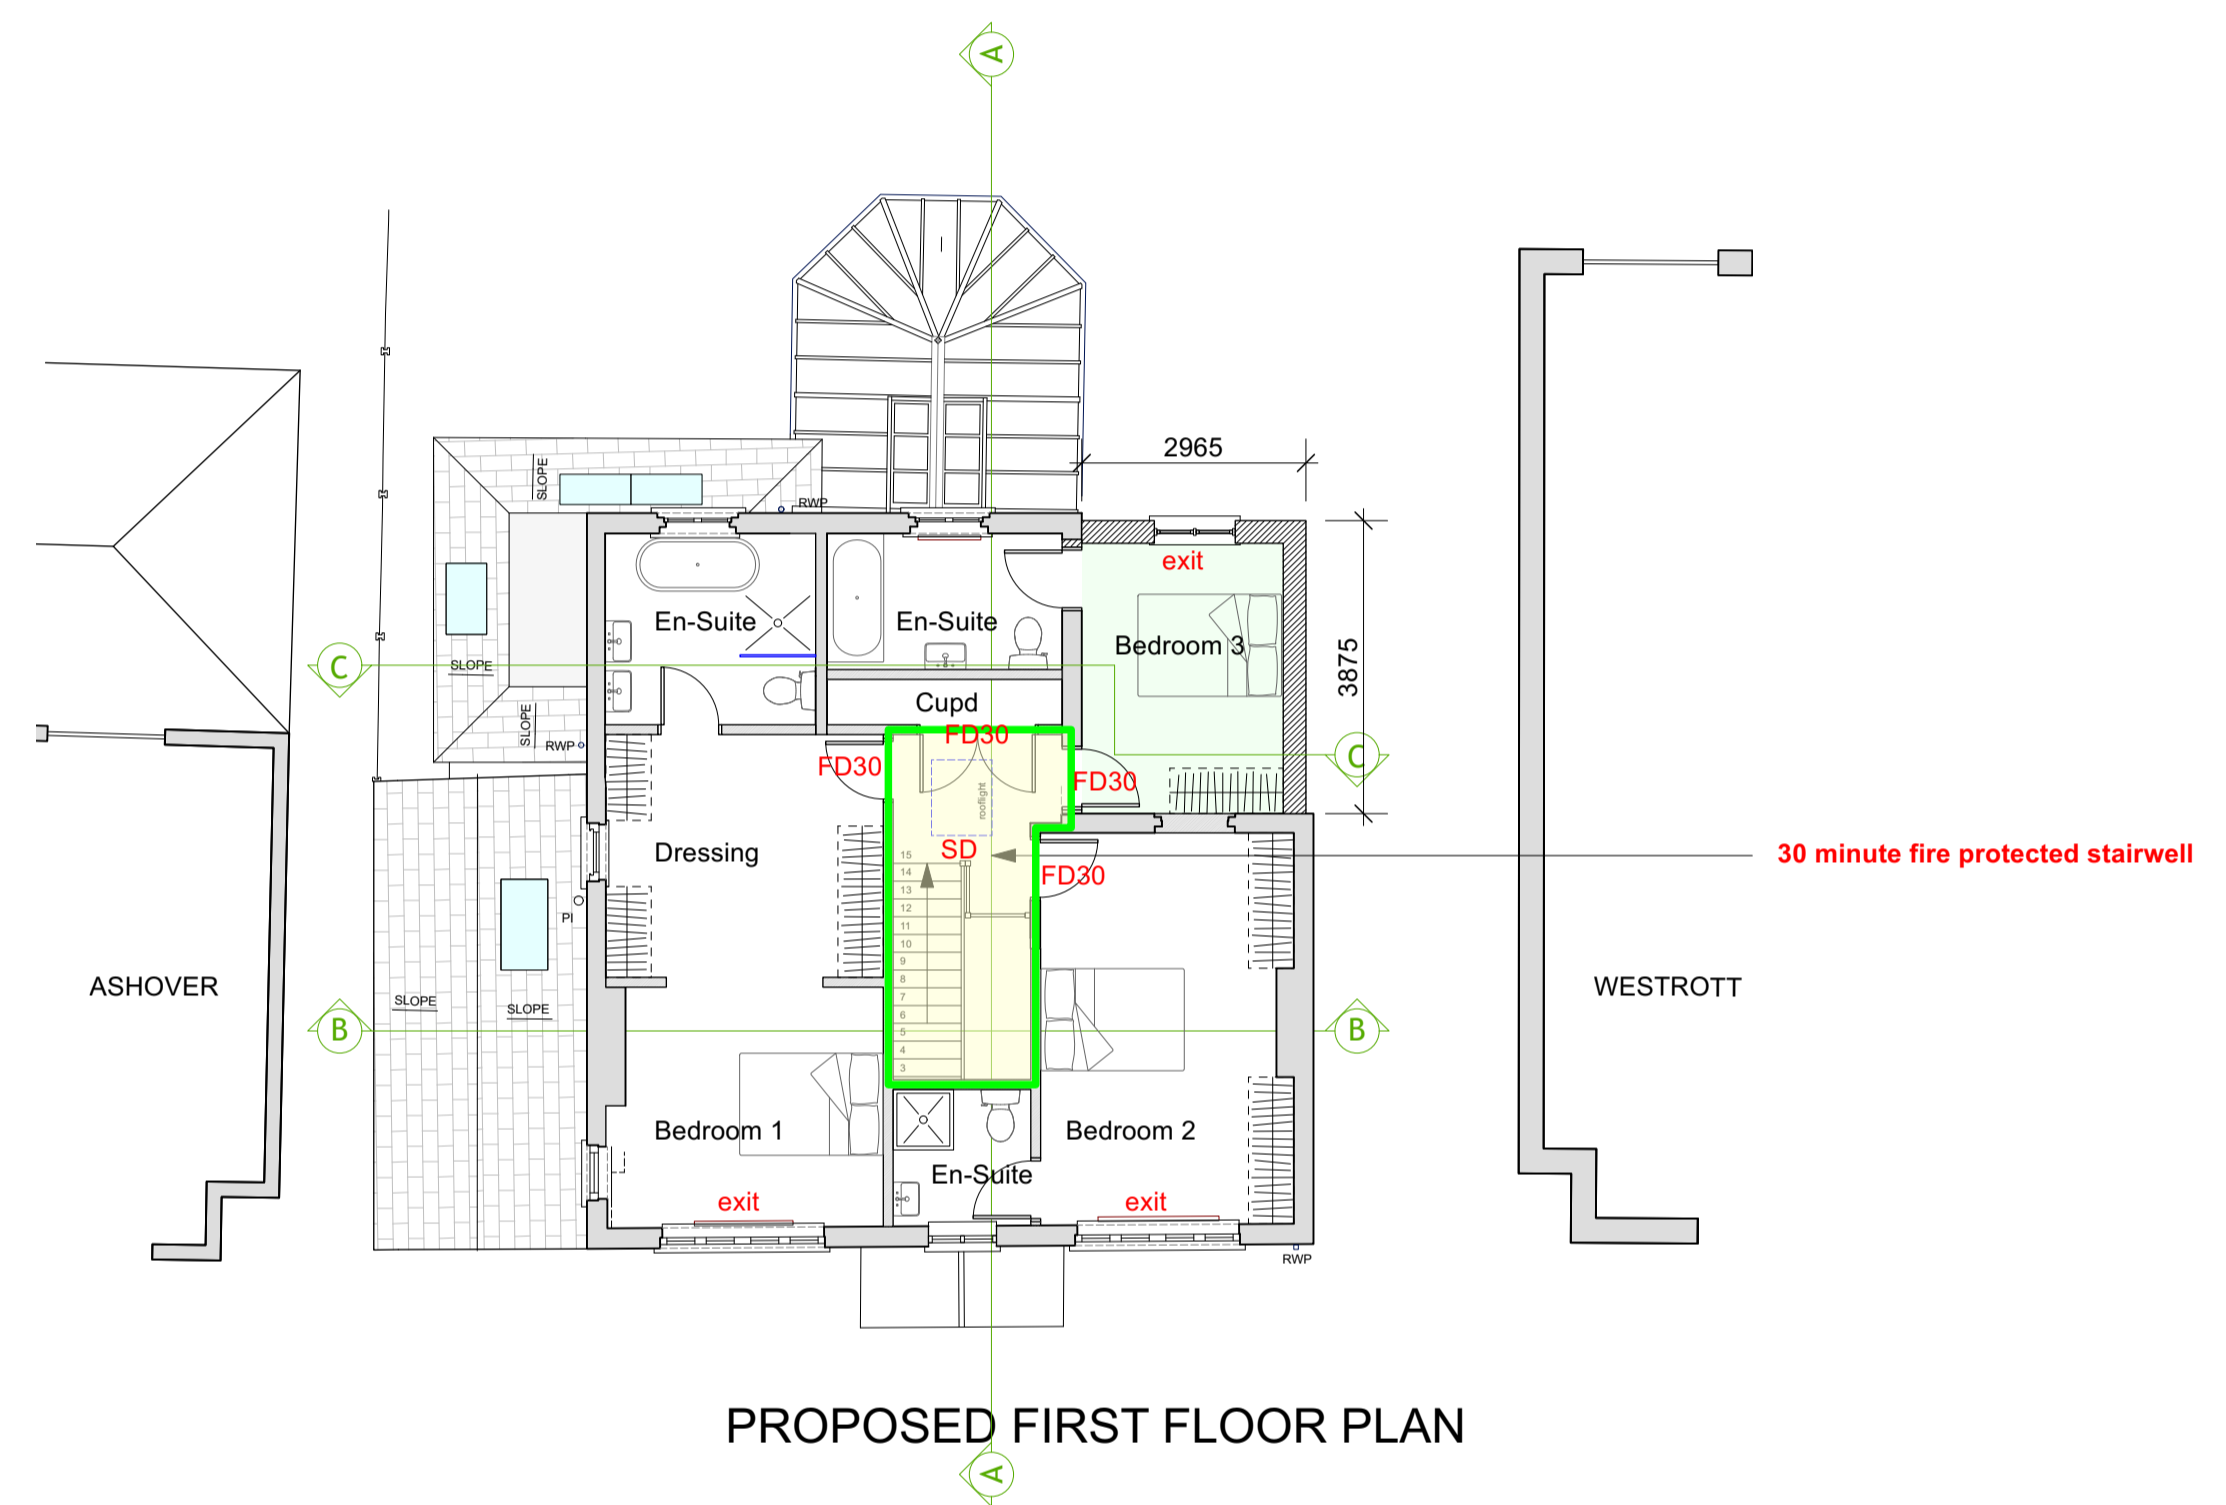 A
2965
SLOPE
RWP
exit
En-Suite
En-Suite
Bedroom 3
3875
C
SLOPE
Cupd
SLOPE
FD30
RWP
C
FD30
FD30
rooflight
SD
30 minute fire protected stairwell
Dressing
15
14
FD30
13
12
PI
11
10
9
8
ASHOVER
WESTROTT
7
SLOPE
SLOPE
6
B
5
B
4
3
Bedroom 1
Bedroom 2
En-Suite
exit
exit
RWP
PROPOSED FIRST FLOOR PLAN
A